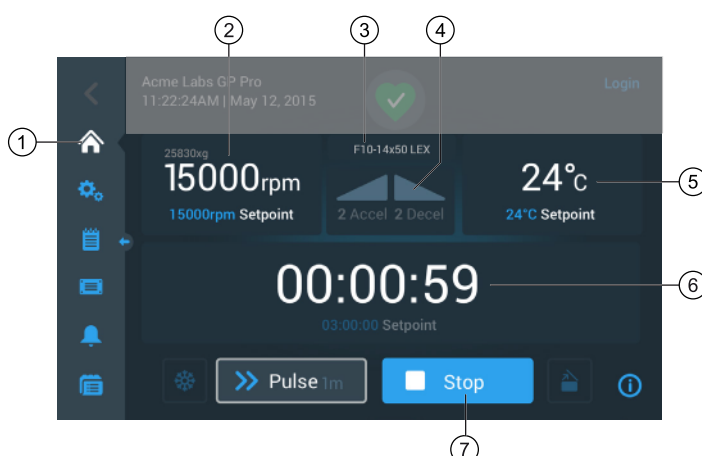 2 3 4
Acme Labs GP Pro Login
11:22:24AM | May 12, 2015
1
25830xg F10-14x50 LEX
15000rpm 24°C 5
15000rpm Setpoint 2 Accel 2 Decel 24°C Setpoint
00:00:59 6
03:00:00 Setpoint
Pulse 1m Stop
7